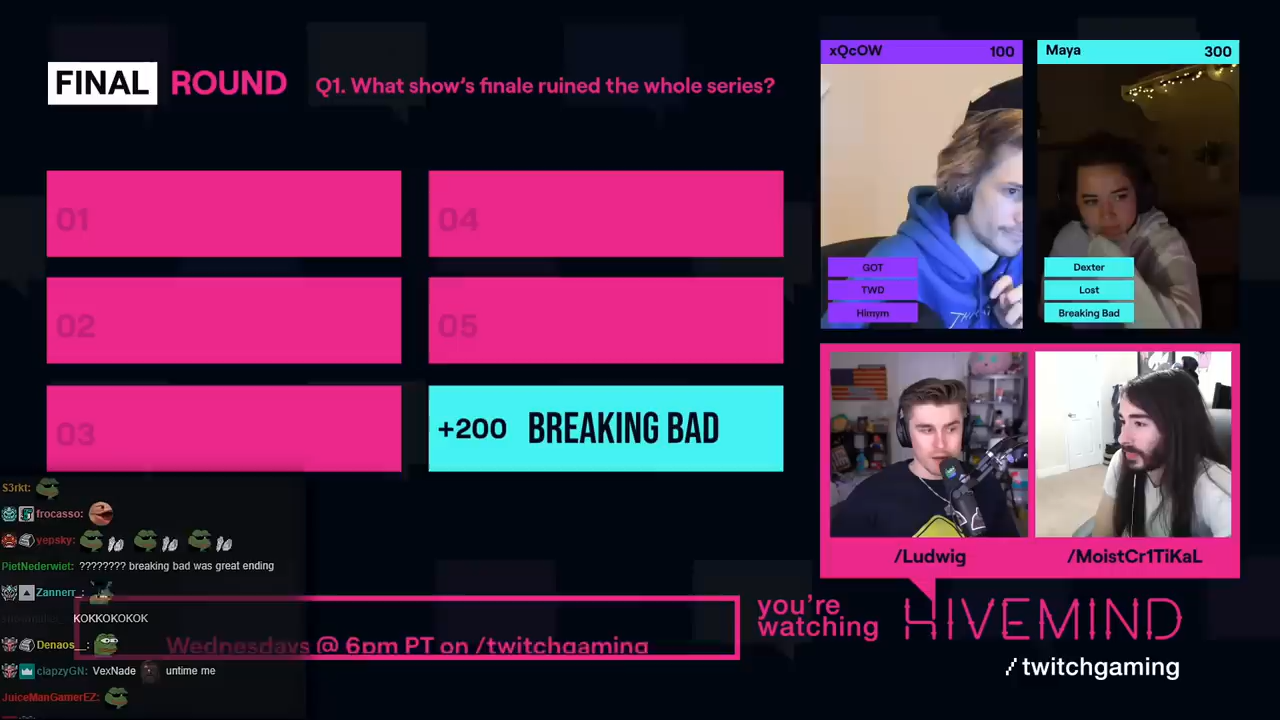 FINAL ROUND Q1. What show's finale ruined the whole series?
01
04
02
05
03
+200 BREAKING BAD
xQcOW 100
Maya 300
GOT
TWD
Himym
Dexter
Lost
Breaking Bad
/Ludwig
/MoistCr1TiKaL
S3rkt:
frocasso:
yepsky:
PietNederwiet: ???????? breaking bad was great ending
Zannerr_:
KOKKOKOKOK
Denaos__:
clapzyGN: VexNade untime me
JuiceManGamerEZ:
Wednesdays @ 6pm PT on /twitchgaming
you're
watching
HIVEMIND
/twitchgaming